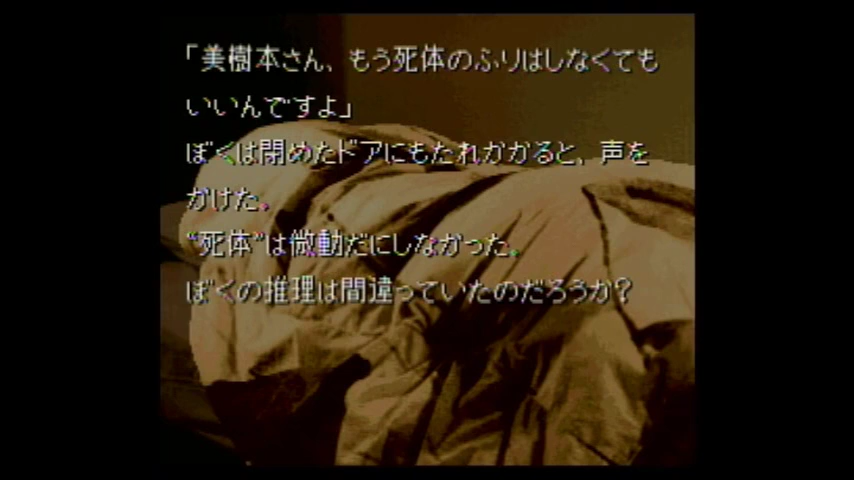 「美樹本さん、もう死体のふりはしなくても
いいんですよ」
ぼくは閉めたドアにもたれかかると、声を
かけた。
“死体”は微動だにしなかった。
ぼくの推理は間違っていたのだろうか？